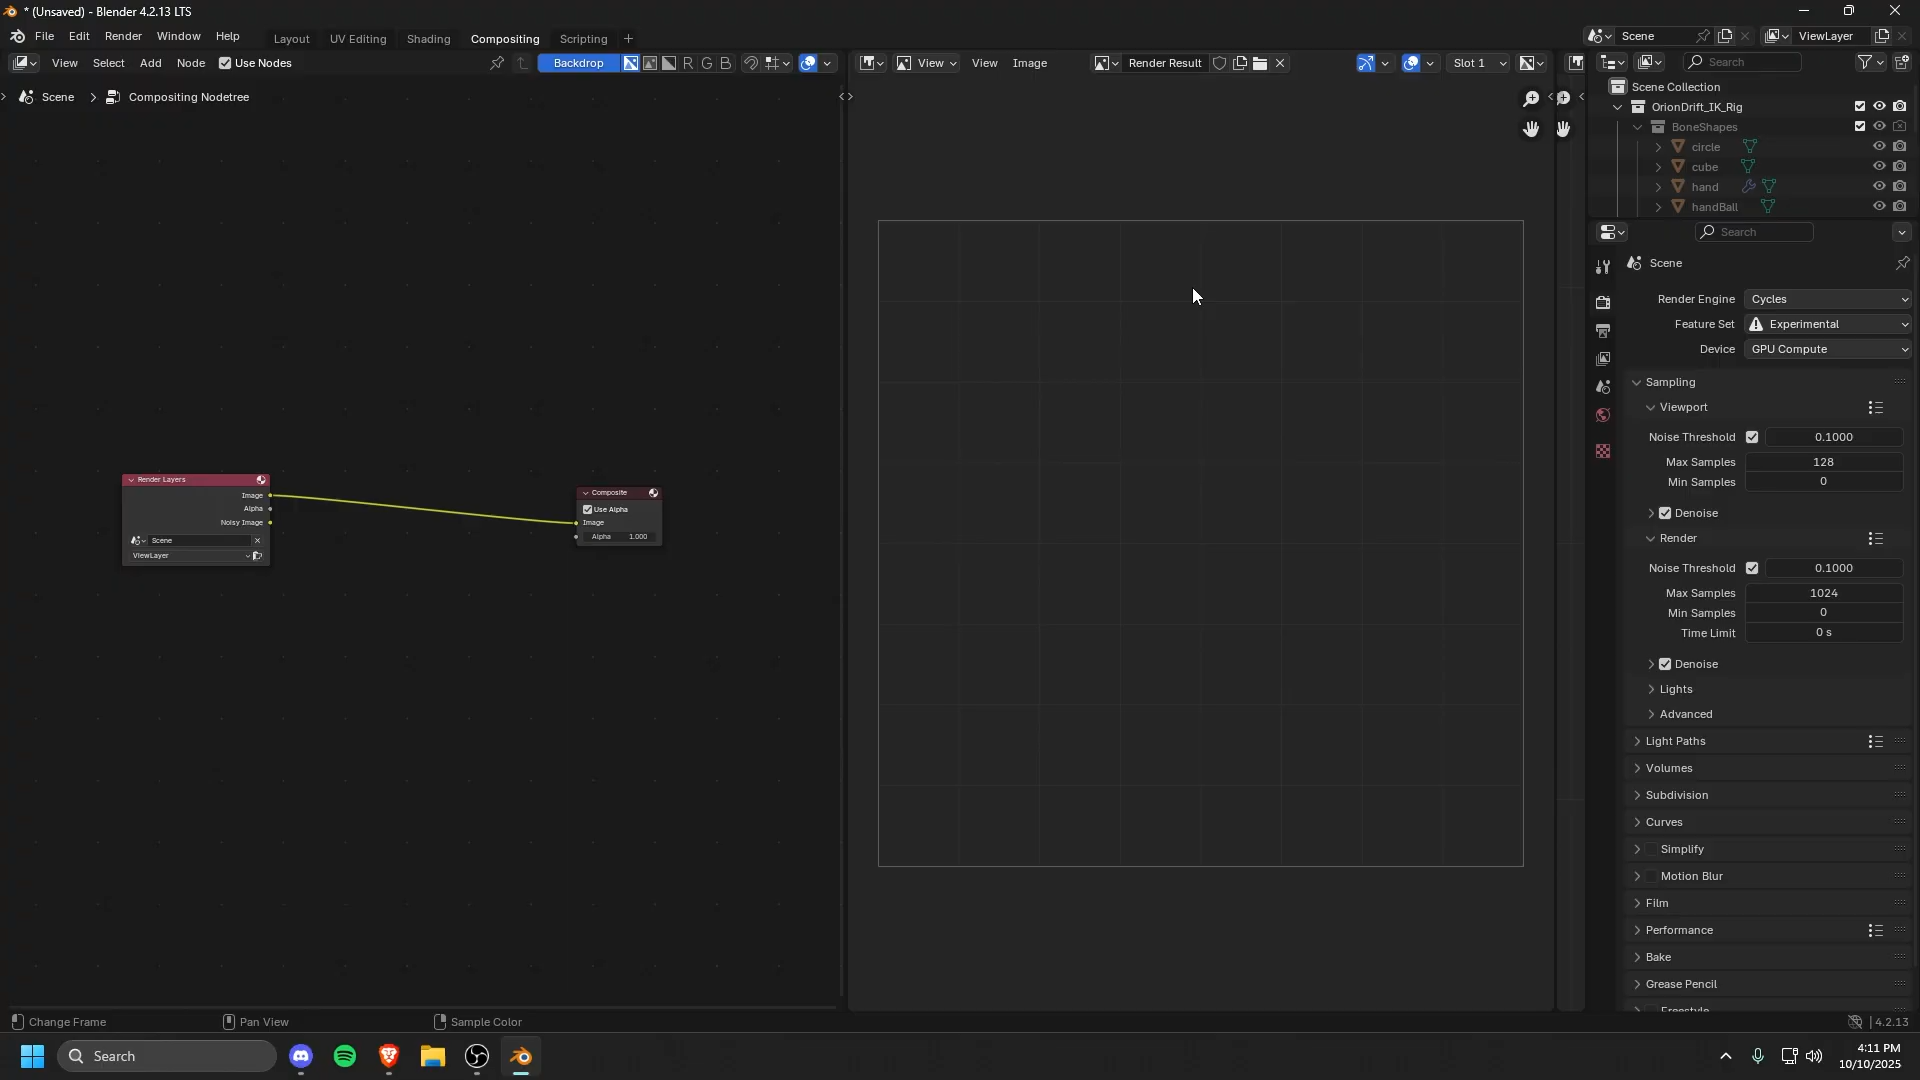 * (Unsaved) - Blender 4.2.13 LTS
File Edit Render Window Help Layout UV Editing Shading Compositing Scripting + Scene ViewLayer
View Select Add Node Use Nodes Backdrop R G B View View Image Render Result Slot 1 Search
Scene > Compositing Nodetree
Scene Collection
OrionDrift_IK_Rig
BoneShapes
circle
cube
hand
handBall
Search
Scene
Render Engine Cycles
Feature Set Experimental
Device GPU Compute
Sampling
Viewport
Noise Threshold 0.1000
Max Samples 128
Min Samples 0
Denoise
Render
Noise Threshold 0.1000
Max Samples 1024
Min Samples 0
Time Limit 0 s
Denoise
Lights
Advanced
Light Paths
Volumes
Subdivision
Curves
Simplify
Motion Blur
Film
Performance
Bake
Grease Pencil
Freestyle
Render Layers
Image
Alpha
Noisy Image
Scene
ViewLayer
Composite
Use Alpha
Image
Alpha 1.000
Change Frame Pan View Sample Color 4.2.13
Search 4:11 PM
10/10/2025